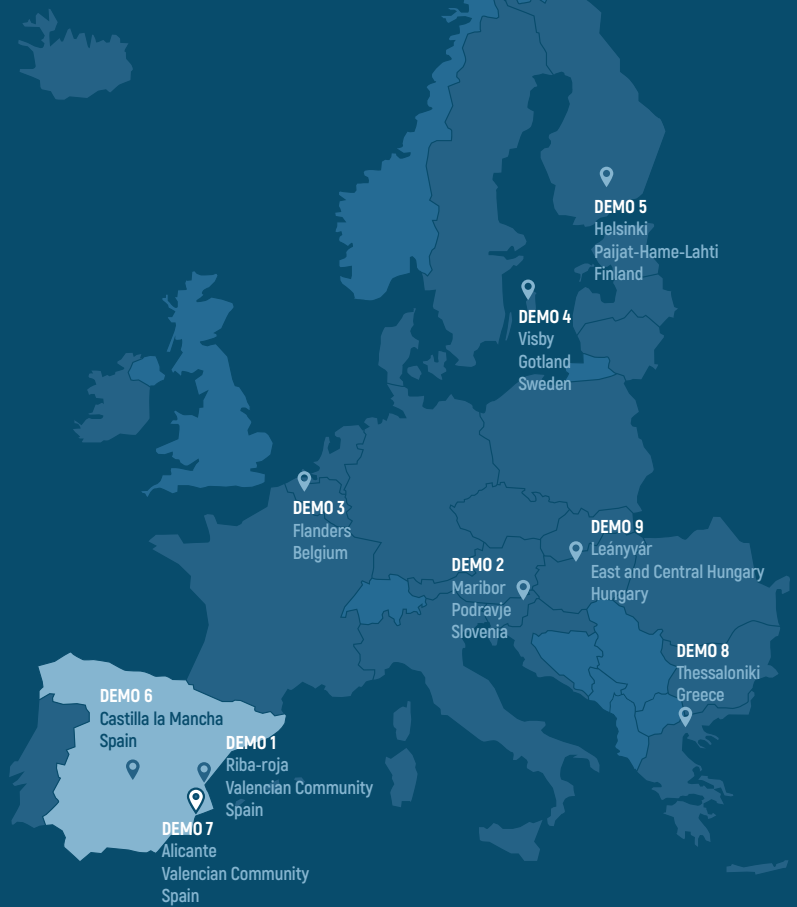 DEMO 5
Helsinki
Paijat-Hame-Lahti
Finland
DEMO 4
Visby
Gotland
Sweden
DEMO 3
Flanders
Belgium
DEMO 9
Leányvár
East and Central Hungary
Hungary
DEMO 2
Maribor
Podravje
Slovenia
DEMO 8
Thessaloniki
Greece
DEMO 6
Castilla la Mancha
Spain
DEMO 1
Riba-roja
Valencian Community
Spain
DEMO 7
Alicante
Valencian Community
Spain